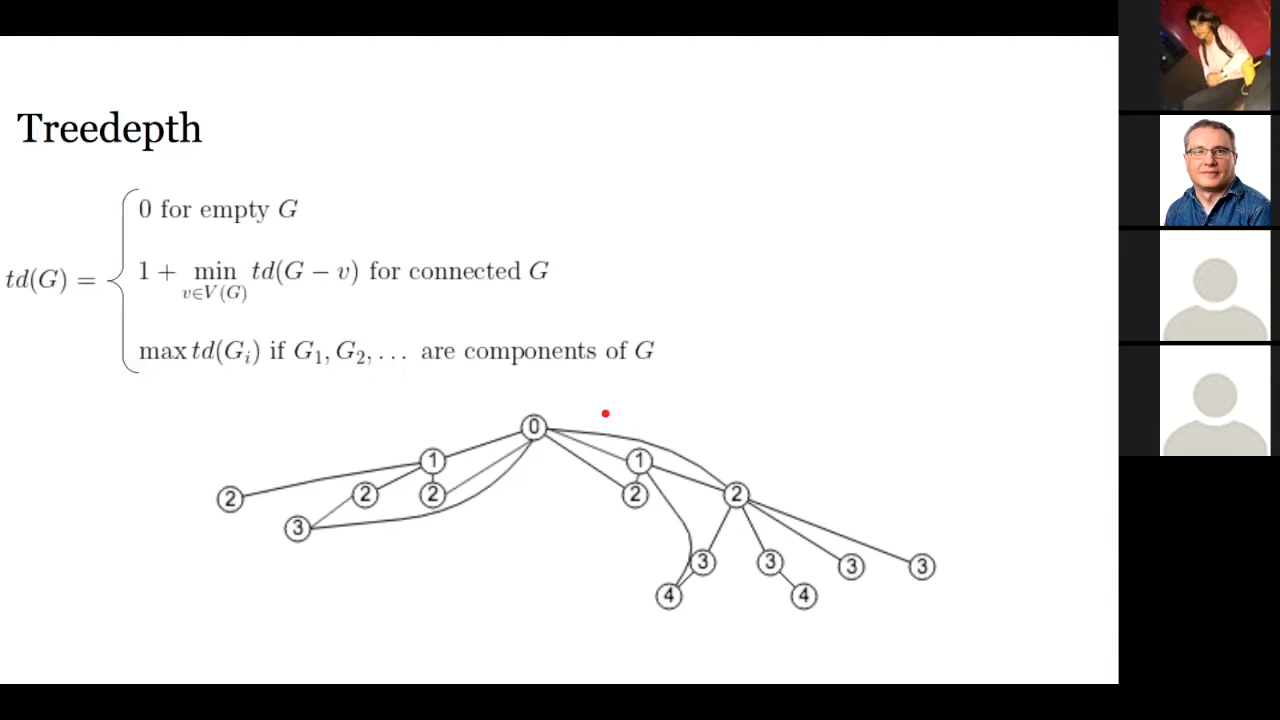 Treedepth
0 for empty G
td(G) =
1 + min td(G − v) for connected G
v∈V(G)
max td(G_i) if G_1, G_2, ... are components of G
0
1
1
2
2
2
2
2
3
3
3
3
3
4
4